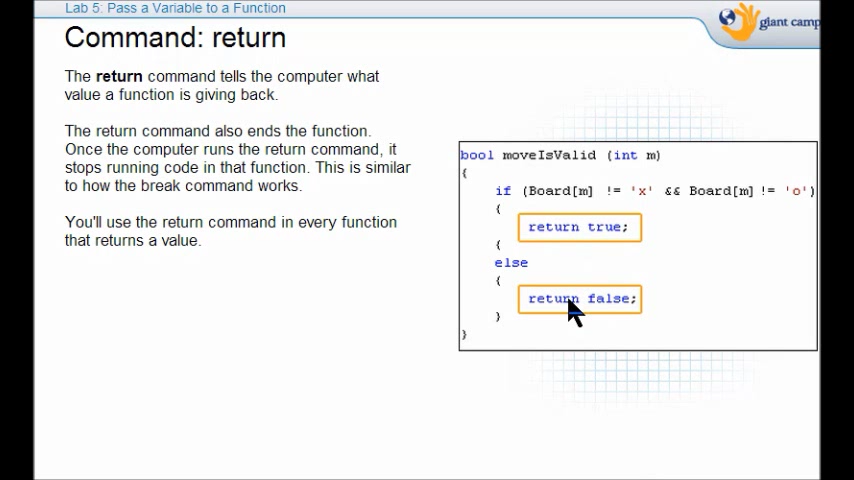 Lab 5: Pass a Variable to a Function
giant camp
Command: return
The return command tells the computer what
value a function is giving back.
The return command also ends the function.
Once the computer runs the return command, it
stops running code in that function. This is similar
to how the break command works.
You'll use the return command in every function
that returns a value.
bool moveIsValid (int m)
{
if (Board[m] != 'x' && Board[m] != 'o')
{
return true;
{
else
{
return false;
}
}